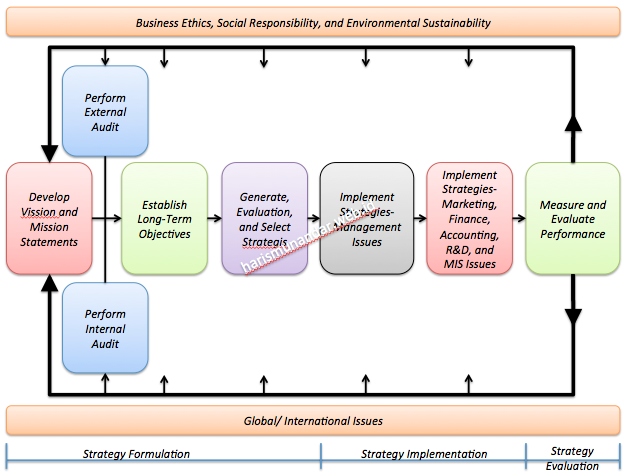 Business Ethics, Social Responsibility, and Environmental Sustainability
Perform
External
Audit
Develop
Vission and
Mission
Statements
Establish
Long-Term
Objectives
Generate,
Evaluation,
and Select
Strategis
Implement
Strategies-
Management
Issues
Implement
Strategies-
Marketing,
Finance,
Accounting,
R&D, and
MIS Issues
Measure and
Evaluate
Performance
Perform
Internal
Audit
Global/ International Issues
Strategy Formulation
Strategy Implementation
Strategy
Evaluation